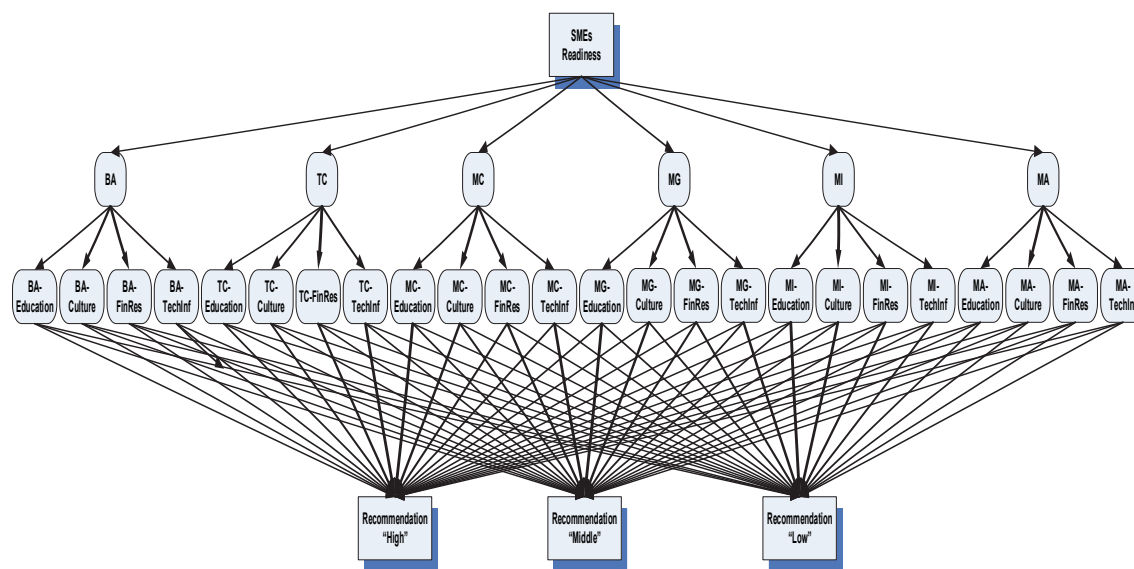 SMEs
Readiness
BA
TC
MC
MG
MI
MA
BA-
Education
BA-
Culture
BA-
FinRes
BA-
TechInf
TC-
Education
TC-
Culture
TC-FinRes
TC-
TechInf
MC-
Education
MC-
Culture
MC-
FinRes
MC-
TechInf
MG-
Education
MG-
Culture
MG-
FinRes
MG-
TechInf
MI-
Education
MI-
Culture
MI-
FinRes
MI-
TechInf
MA-
Education
MA-
Culture
MA-
FinRes
MA-
TechInf
Recommendation
“High”
Recommendation
“Middle”
Recommendation
“Low”